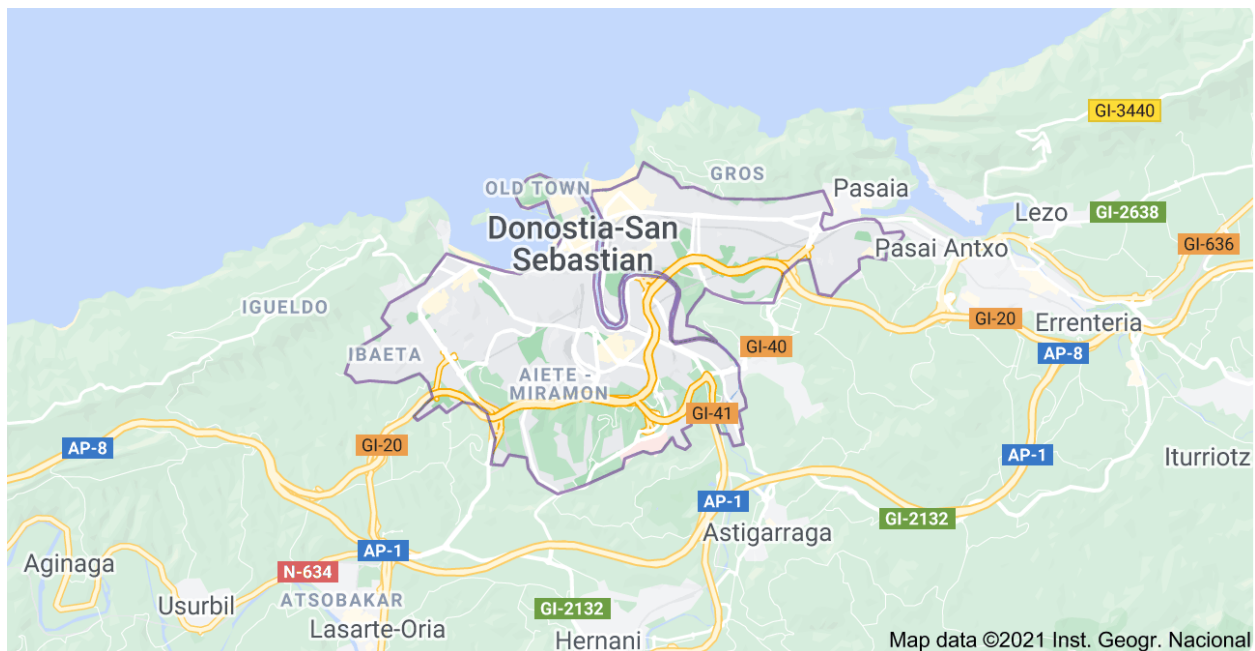 GI-3440
GROS
OLD TOWN
Pasaia
Lezo
GI-2638
Donostia-San
Sebastian
Pasai Antxo
GI-636
IGUELDO
GI-20
Errenteria
IBAETA
GI-40
AP-8
AIETE -
MIRAMON
GI-41
AP-8
GI-20
AP-1
Iturriotz
AP-1
GI-2132
Astigarraga
AP-1
Aginaga
N-634
ATSOBAKAR
Usurbil
GI-2132
Lasarte-Oria
Hernani
Map data ©2021 Inst. Geogr. Nacional